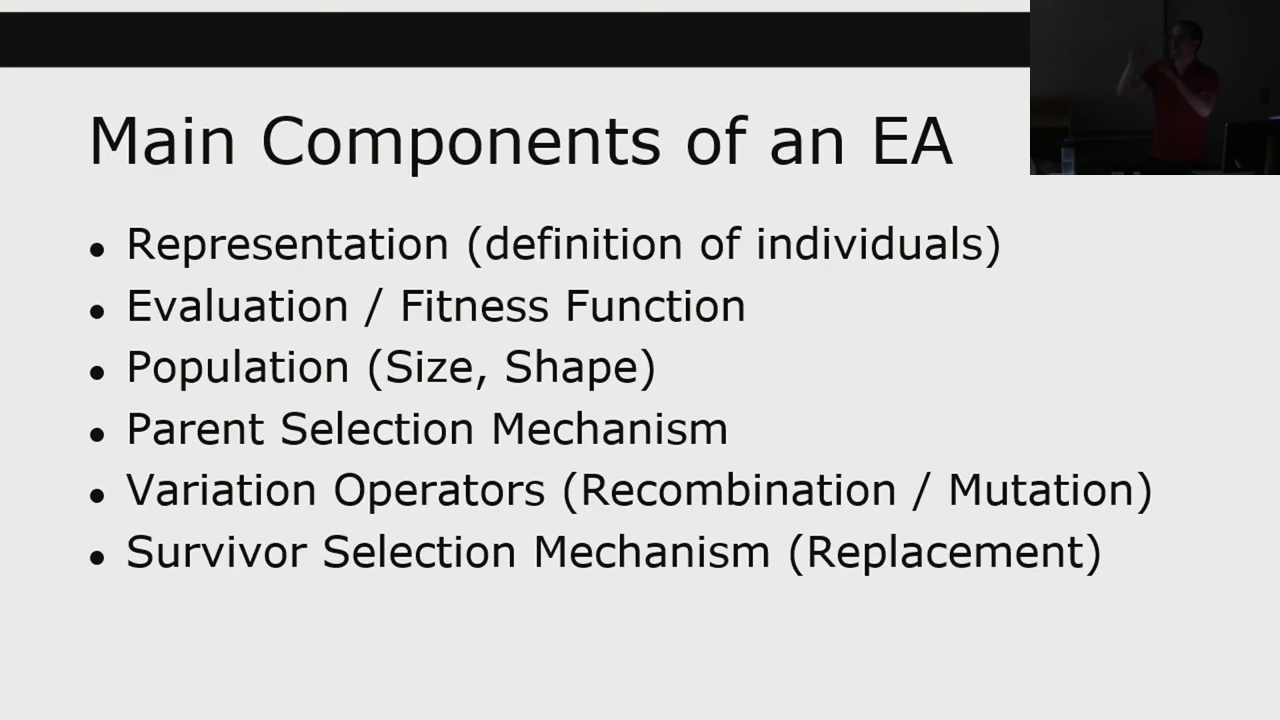 Main Components of an EA
• Representation (definition of individuals)
• Evaluation / Fitness Function
• Population (Size, Shape)
• Parent Selection Mechanism
• Variation Operators (Recombination / Mutation)
• Survivor Selection Mechanism (Replacement)